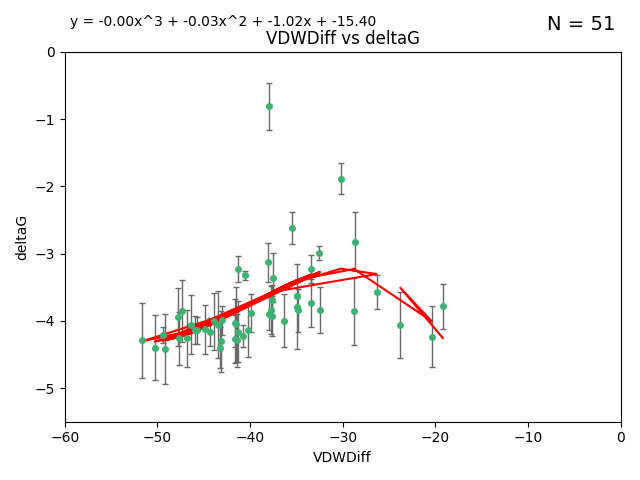 y = -0.00x^3 + -0.03x^2 + -1.02x + -15.40
N = 51
VDWDiff vs deltaG
0
−1
−2
−3
−4
−5
deltaG
−60 −50 −40 −30 −20 −10 0
VDWDiff